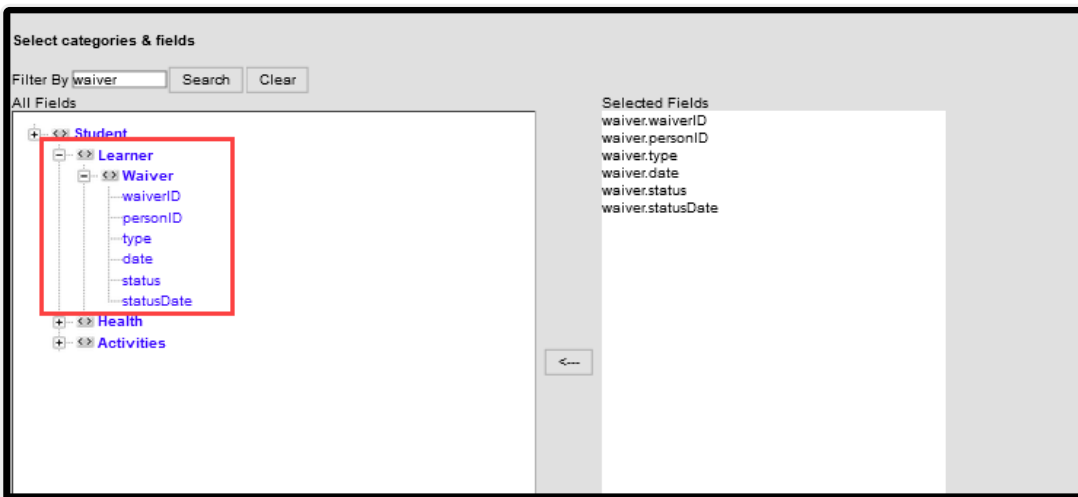 Select categories & fields
Filter By waiver Search Clear
All Fields
Student
Learner
Waiver
waiverID
personID
type
date
status
statusDate
Health
Activities
<---
Selected Fields
waiver.waiverID
waiver.personID
waiver.type
waiver.date
waiver.status
waiver.statusDate